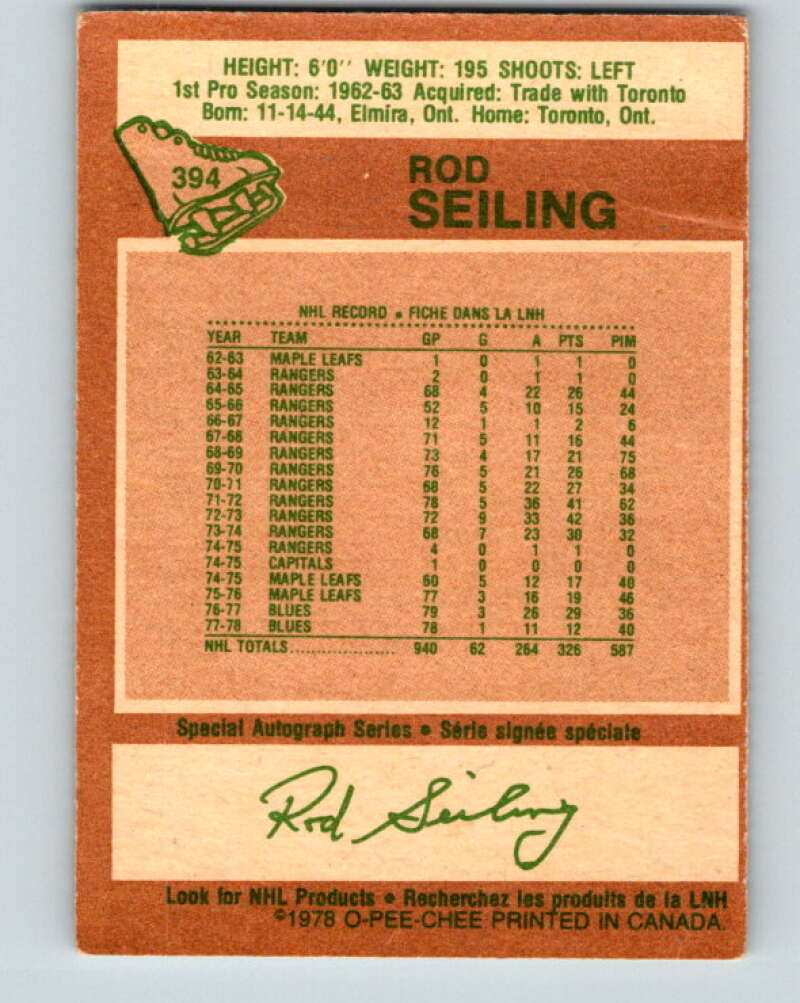 HEIGHT: 6'0'' WEIGHT: 195 SHOOTS: LEFT
1st Pro Season: 1962-63 Acquired: Trade with Toronto
Born: 11-14-44, Elmira, Ont. Home: Toronto, Ont.
394
ROD
SEILING
NHL RECORD • FICHE DANS LA LNH
YEAR TEAM GP G A PTS PIM
62-63 MAPLE LEAFS 1 0 1 1 0
63-64 RANGERS 2 0 1 1 0
64-65 RANGERS 68 4 22 26 44
65-66 RANGERS 52 5 10 15 24
66-67 RANGERS 12 1 1 2 6
67-68 RANGERS 71 5 11 16 44
68-69 RANGERS 73 4 17 21 75
69-70 RANGERS 76 5 21 26 68
70-71 RANGERS 68 5 22 27 34
71-72 RANGERS 78 5 36 41 62
72-73 RANGERS 72 9 33 42 36
73-74 RANGERS 68 7 23 30 32
74-75 RANGERS 4 0 1 1 0
74-75 CAPITALS 1 0 0 0 0
74-75 MAPLE LEAFS 60 5 12 17 40
75-76 MAPLE LEAFS 77 3 16 19 46
76-77 BLUES 79 3 26 29 36
77-78 BLUES 78 1 11 12 40
NHL TOTALS.................... 940 62 264 326 587
Special Autograph Series • Série signée spéciale
Rod Seiling
Look for NHL Products • Recherchez les produits de la LNH
©1978 O-PEE-CHEE PRINTED IN CANADA.